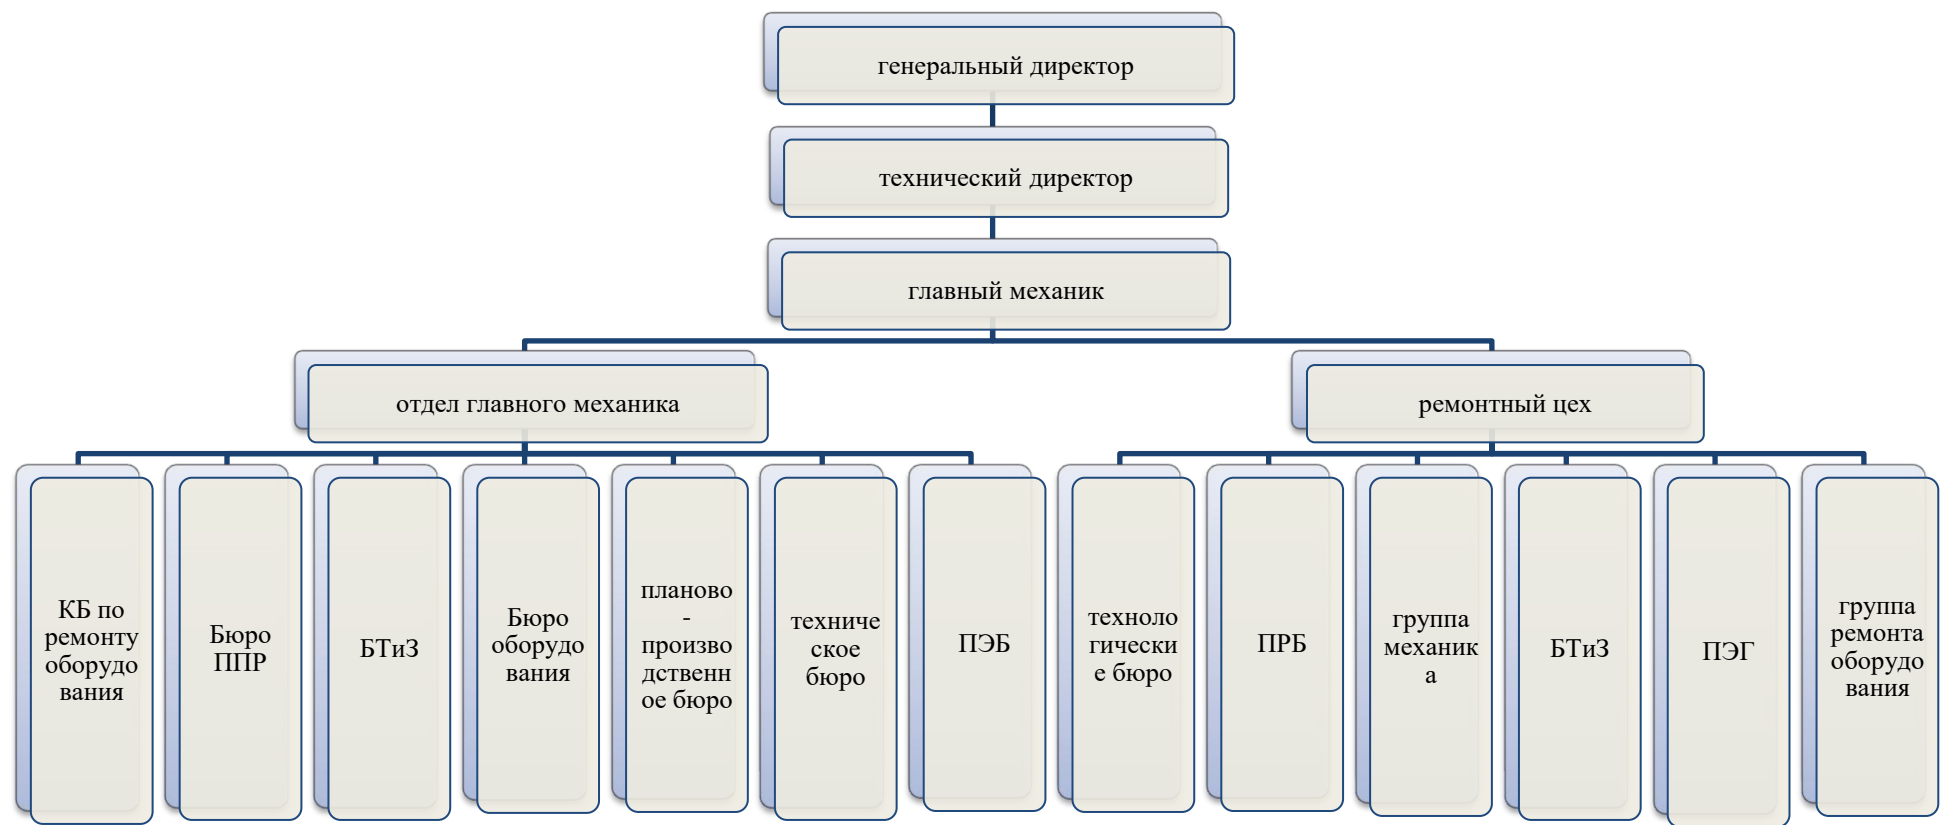 генеральный директор
технический директор
главный механик
отдел главного механика
ремонтный цех
КБ по
ремонту
оборудо
вания
Бюро
ППР
БТиЗ
Бюро
оборудо
вания
планово
-
произво
дственн
ое бюро
техниче
ское
бюро
ПЭБ
техноло
гически
е бюро
ПРБ
группа
механик
а
БТиЗ
ПЭГ
группа
ремонта
оборудо
вания